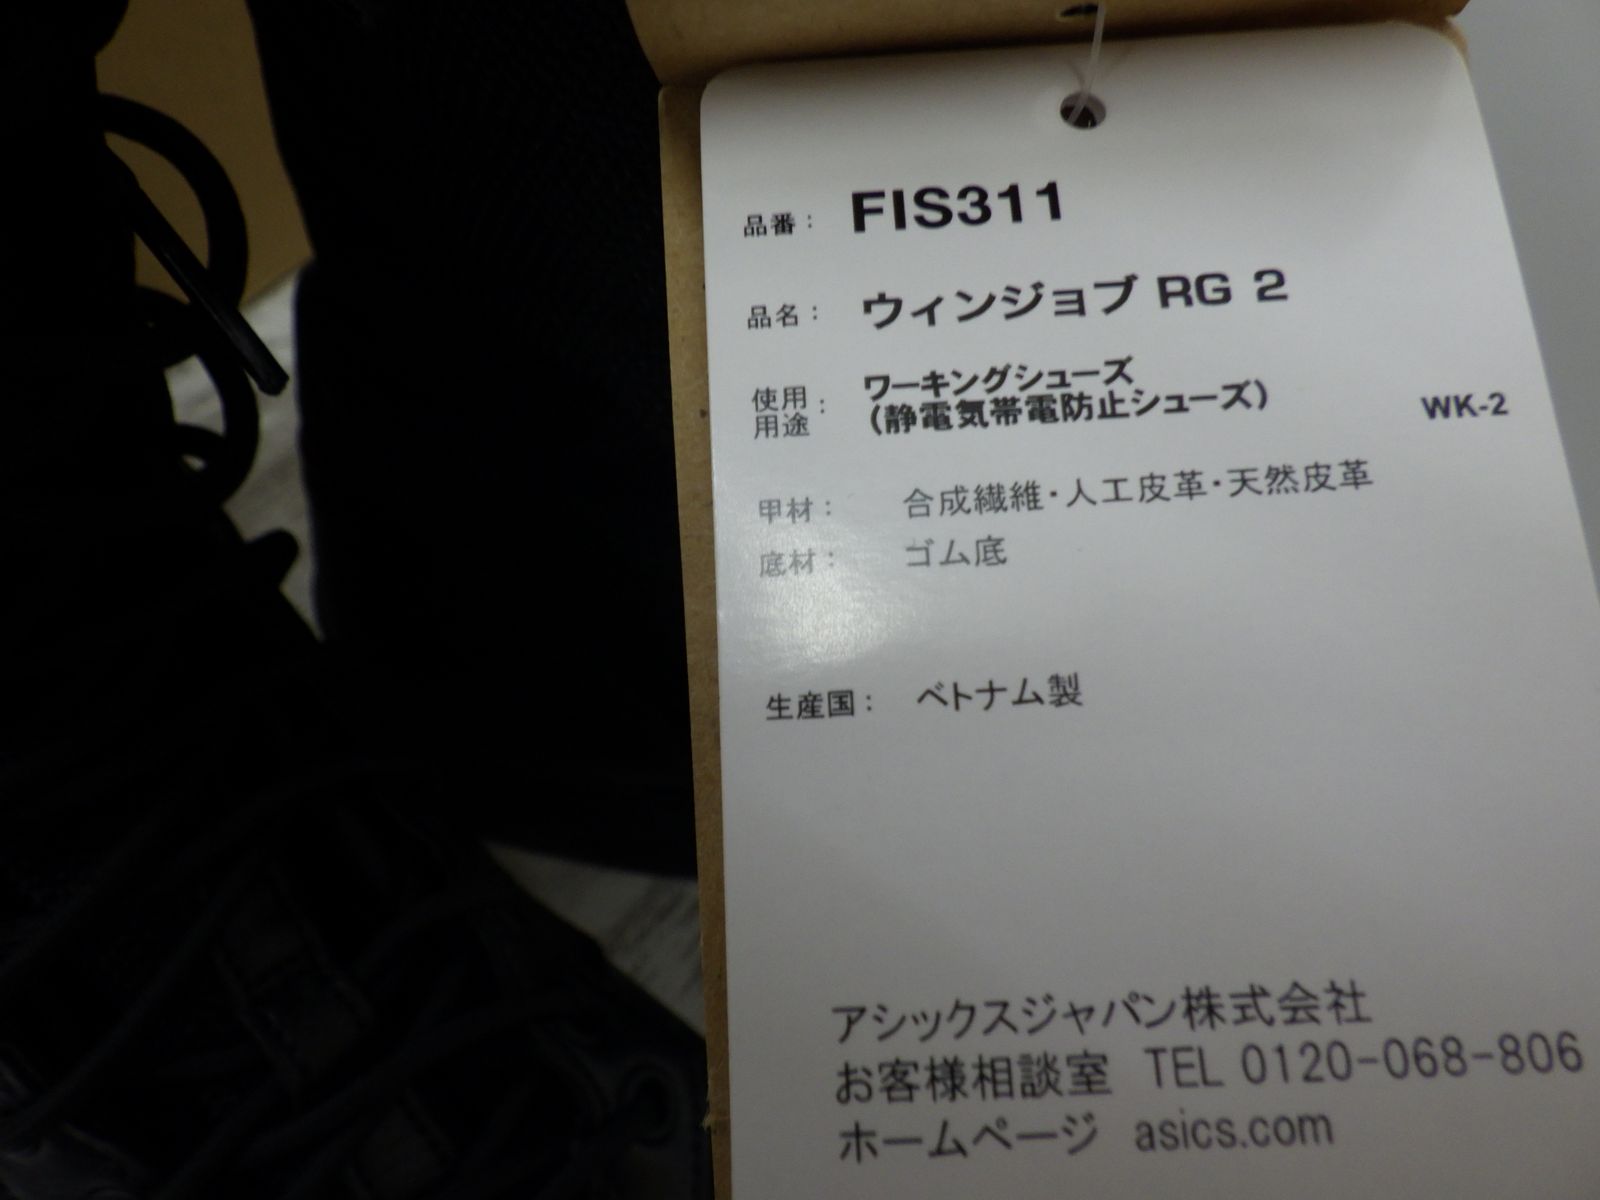 品番： FIS311
品名： ウィンジョブ RG 2
使用用途： ワーキングシューズ
（静電気帯電防止シューズ） WK-2
甲材： 合成繊維・人工皮革・天然皮革
底材： ゴム底
生産国： ベトナム製
アシックスジャパン株式会社
お客様相談室 TEL 0120-068-806
ホームページ asics.com